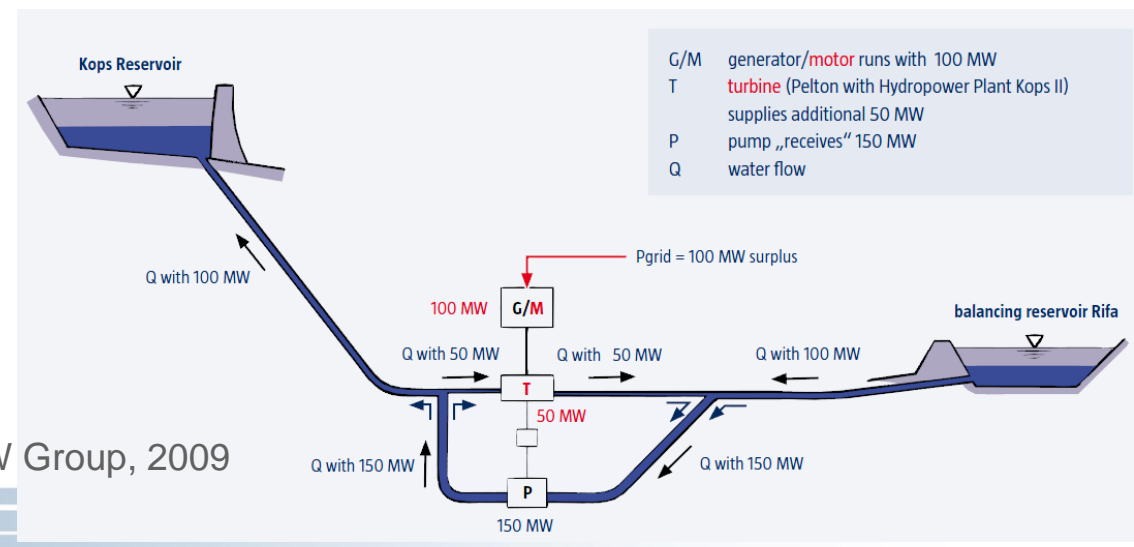 Kops Reservoir
G/M generator/motor runs with 100 MW
T turbine (Pelton with Hydropower Plant Kops II)
supplies additional 50 MW
P pump „receives“ 150 MW
Q water flow
Pgrid = 100 MW surplus
Q with 100 MW
100 MW
G/M
balancing reservoir Rifa
Q with 50 MW
Q with 50 MW
Q with 100 MW
T
50 MW
Group, 2009
Q with 150 MW
Q with 150 MW
P
150 MW